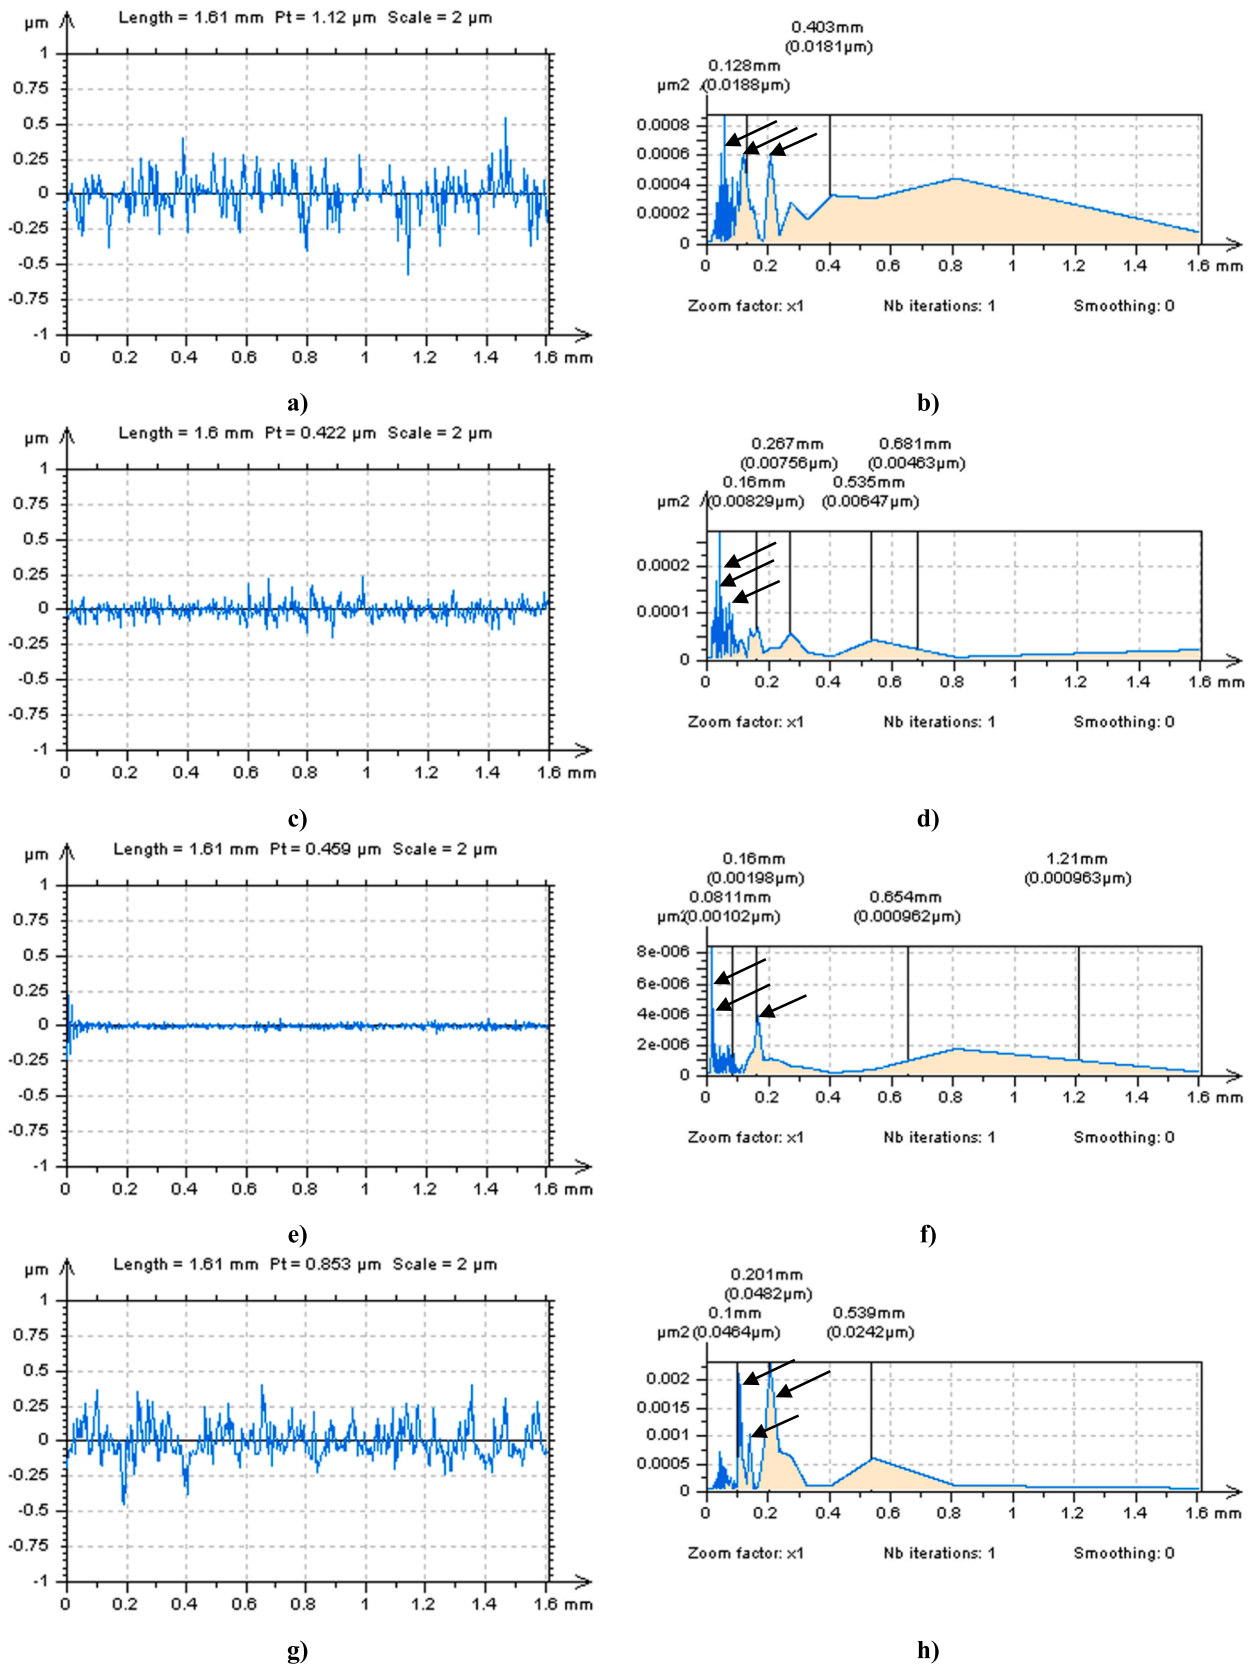 Length = 1.61 mm Pt = 1.12 µm Scale = 2 µm
µm
1
0.75
0.5
0.25
0
-0.25
-0.5
-0.75
-1
0 0.2 0.4 0.6 0.8 1 1.2 1.4 1.6 mm
a)
0.403mm
(0.0181µm)
0.128mm
µm2 (0.0188µm)
0.0008
0.0006
0.0004
0.0002
0
0 0.2 0.4 0.6 0.8 1 1.2 1.4 1.6 mm
Zoom factor: x1 Nb iterations: 1 Smoothing: 0
b)
Length = 1.6 mm Pt = 0.422 µm Scale = 2 µm
µm
1
0.75
0.5
0.25
0
-0.25
-0.5
-0.75
-1
0 0.2 0.4 0.6 0.8 1 1.2 1.4 1.6 mm
c)
0.267mm 0.681mm
(0.00756µm) (0.00463µm)
0.16mm 0.535mm
µm2 (0.00829µm) (0.00647µm)
0.0002
0.0001
0
0 0.2 0.4 0.6 0.8 1 1.2 1.4 1.6 mm
Zoom factor: x1 Nb iterations: 1 Smoothing: 0
d)
Length = 1.61 mm Pt = 0.459 µm Scale = 2 µm
µm
1
0.75
0.5
0.25
0
-0.25
-0.5
-0.75
-1
0 0.2 0.4 0.6 0.8 1 1.2 1.4 1.6 mm
e)
0.16mm 1.21mm
(0.00198µm) (0.000963µm)
0.0811mm 0.654mm
µm2(0.00102µm) (0.000962µm)
8e-006
6e-006
4e-006
2e-006
0
0 0.2 0.4 0.6 0.8 1 1.2 1.4 1.6 mm
Zoom factor: x1 Nb iterations: 1 Smoothing: 0
f)
Length = 1.61 mm Pt = 0.853 µm Scale = 2 µm
µm
1
0.75
0.5
0.25
0
-0.25
-0.5
-0.75
-1
0 0.2 0.4 0.6 0.8 1 1.2 1.4 1.6 mm
g)
0.201mm
(0.0482µm)
0.1mm 0.539mm
µm2 (0.0464µm) (0.0242µm)
0.002
0.0015
0.001
0.0005
0
0 0.2 0.4 0.6 0.8 1 1.2 1.4 1.6 mm
Zoom factor: x1 Nb iterations: 1 Smoothing: 0
h)